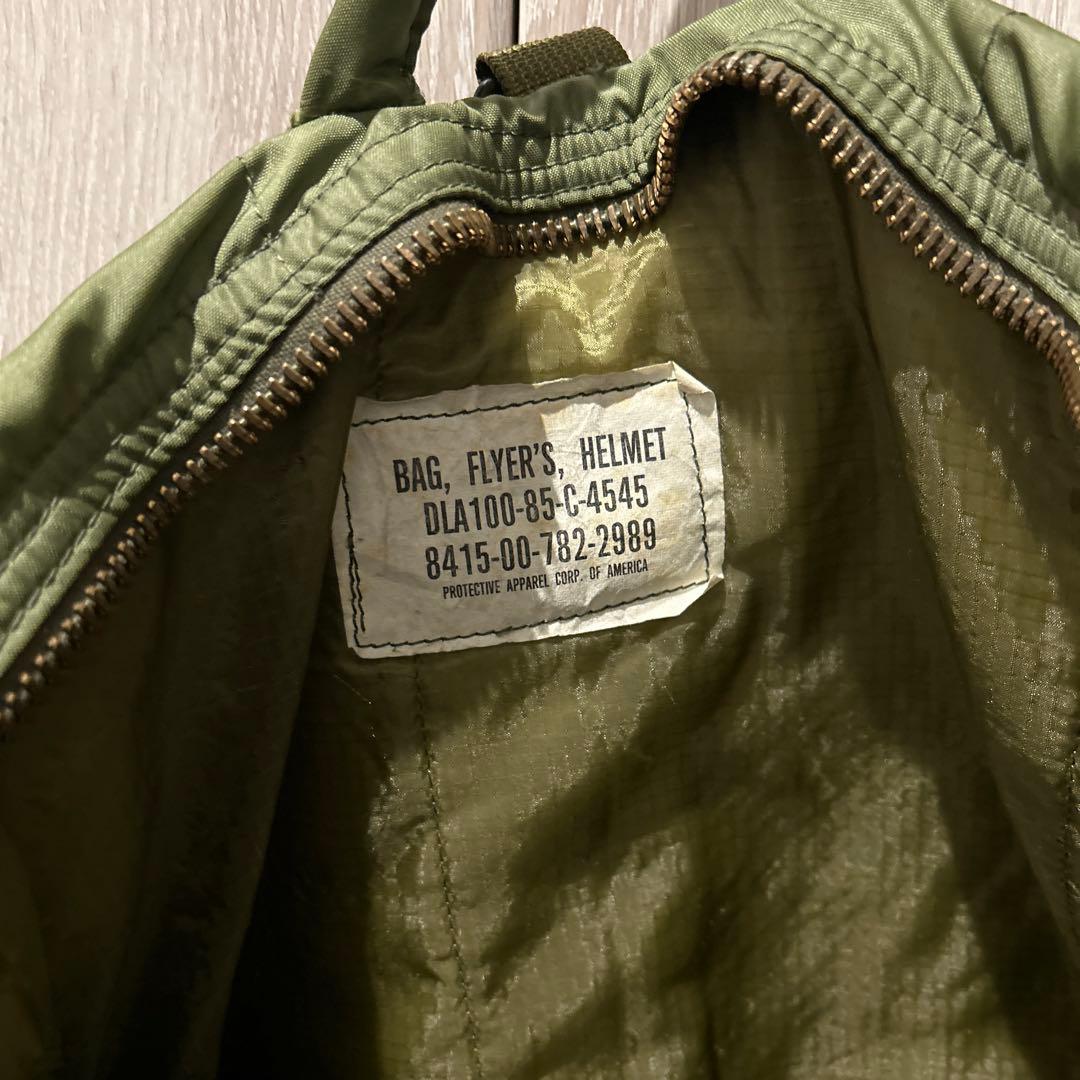 BAG, FLYER'S, HELMET
DLA100-85-C-4545
8415-00-782-2989
PROTECTIVE APPAREL CORP. OF AMERICA